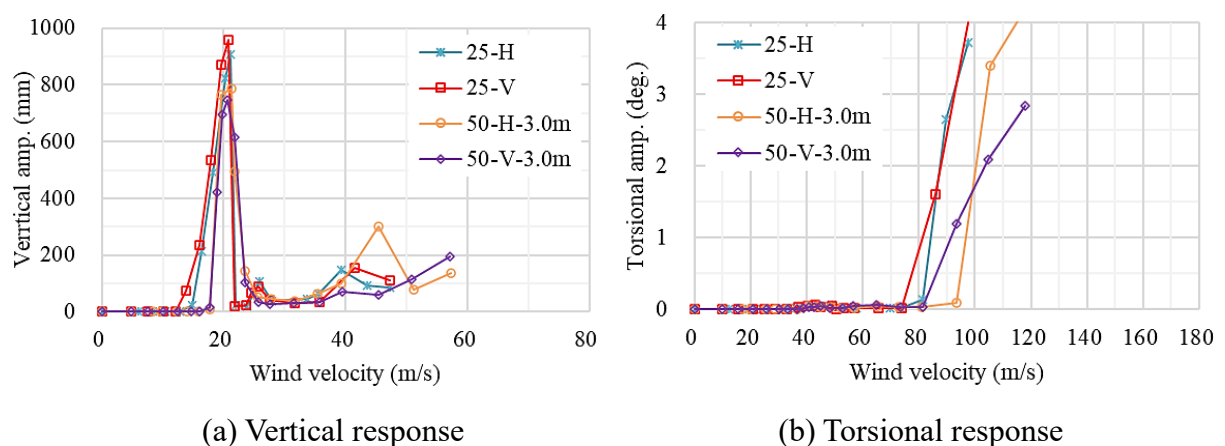 1000
800
600
400
200
0
Verrtical amp. (mm)
25-H
25-V
50-H-3.0m
50-V-3.0m
0 20 40 60 80
Wind velocity (m/s)
(a) Vertical response
4
3
2
1
0
Torsional amp. (deg.)
25-H
25-V
50-H-3.0m
50-V-3.0m
0 20 40 60 80 100 120 140 160 180
Wind velocity (m/s)
(b) Torsional response